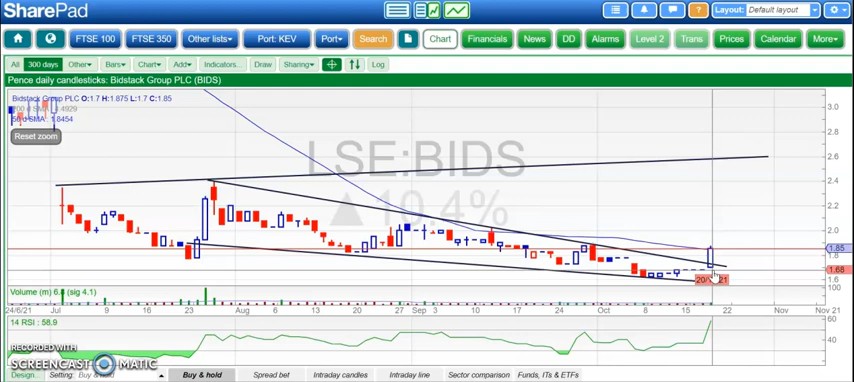 SharePad
Layout: Default layout
FTSE 100 FTSE 350 Other lists Port: KEV Port Search Chart Financials News DD Alarms Level 2 Trans Prices Calendar More
All 300 days Other Bars Chart Add Indicators... Draw Sharing Log
Pence daily candlesticks: Bidstack Group PLC (BIDS)
Bidstack Group PLC O:1.7 H:1.875 L:1.7 C:1.85
d SMA
50 d SMA : 1.8454
Reset zoom
LSE:BIDS
▲10.4%
3.0
2.8
2.6
2.4
2.2
2.0
1.85
1.8
1.68
1.6
Volume (m) (sig 4.1)
100
0
24/6/21 Jul 9 16 23 Aug 6 13 20 27 Sep 3 10 17 24 Oct 8 15 22 Nov Nov 21
14 RSI : 58.9
60
40
RECORDED WITH
SCREENCAST MATIC
Design Setting: Buy & hold Buy & hold Spread bet Intraday candles Intraday line Sector comparison Funds, ITs & ETFs